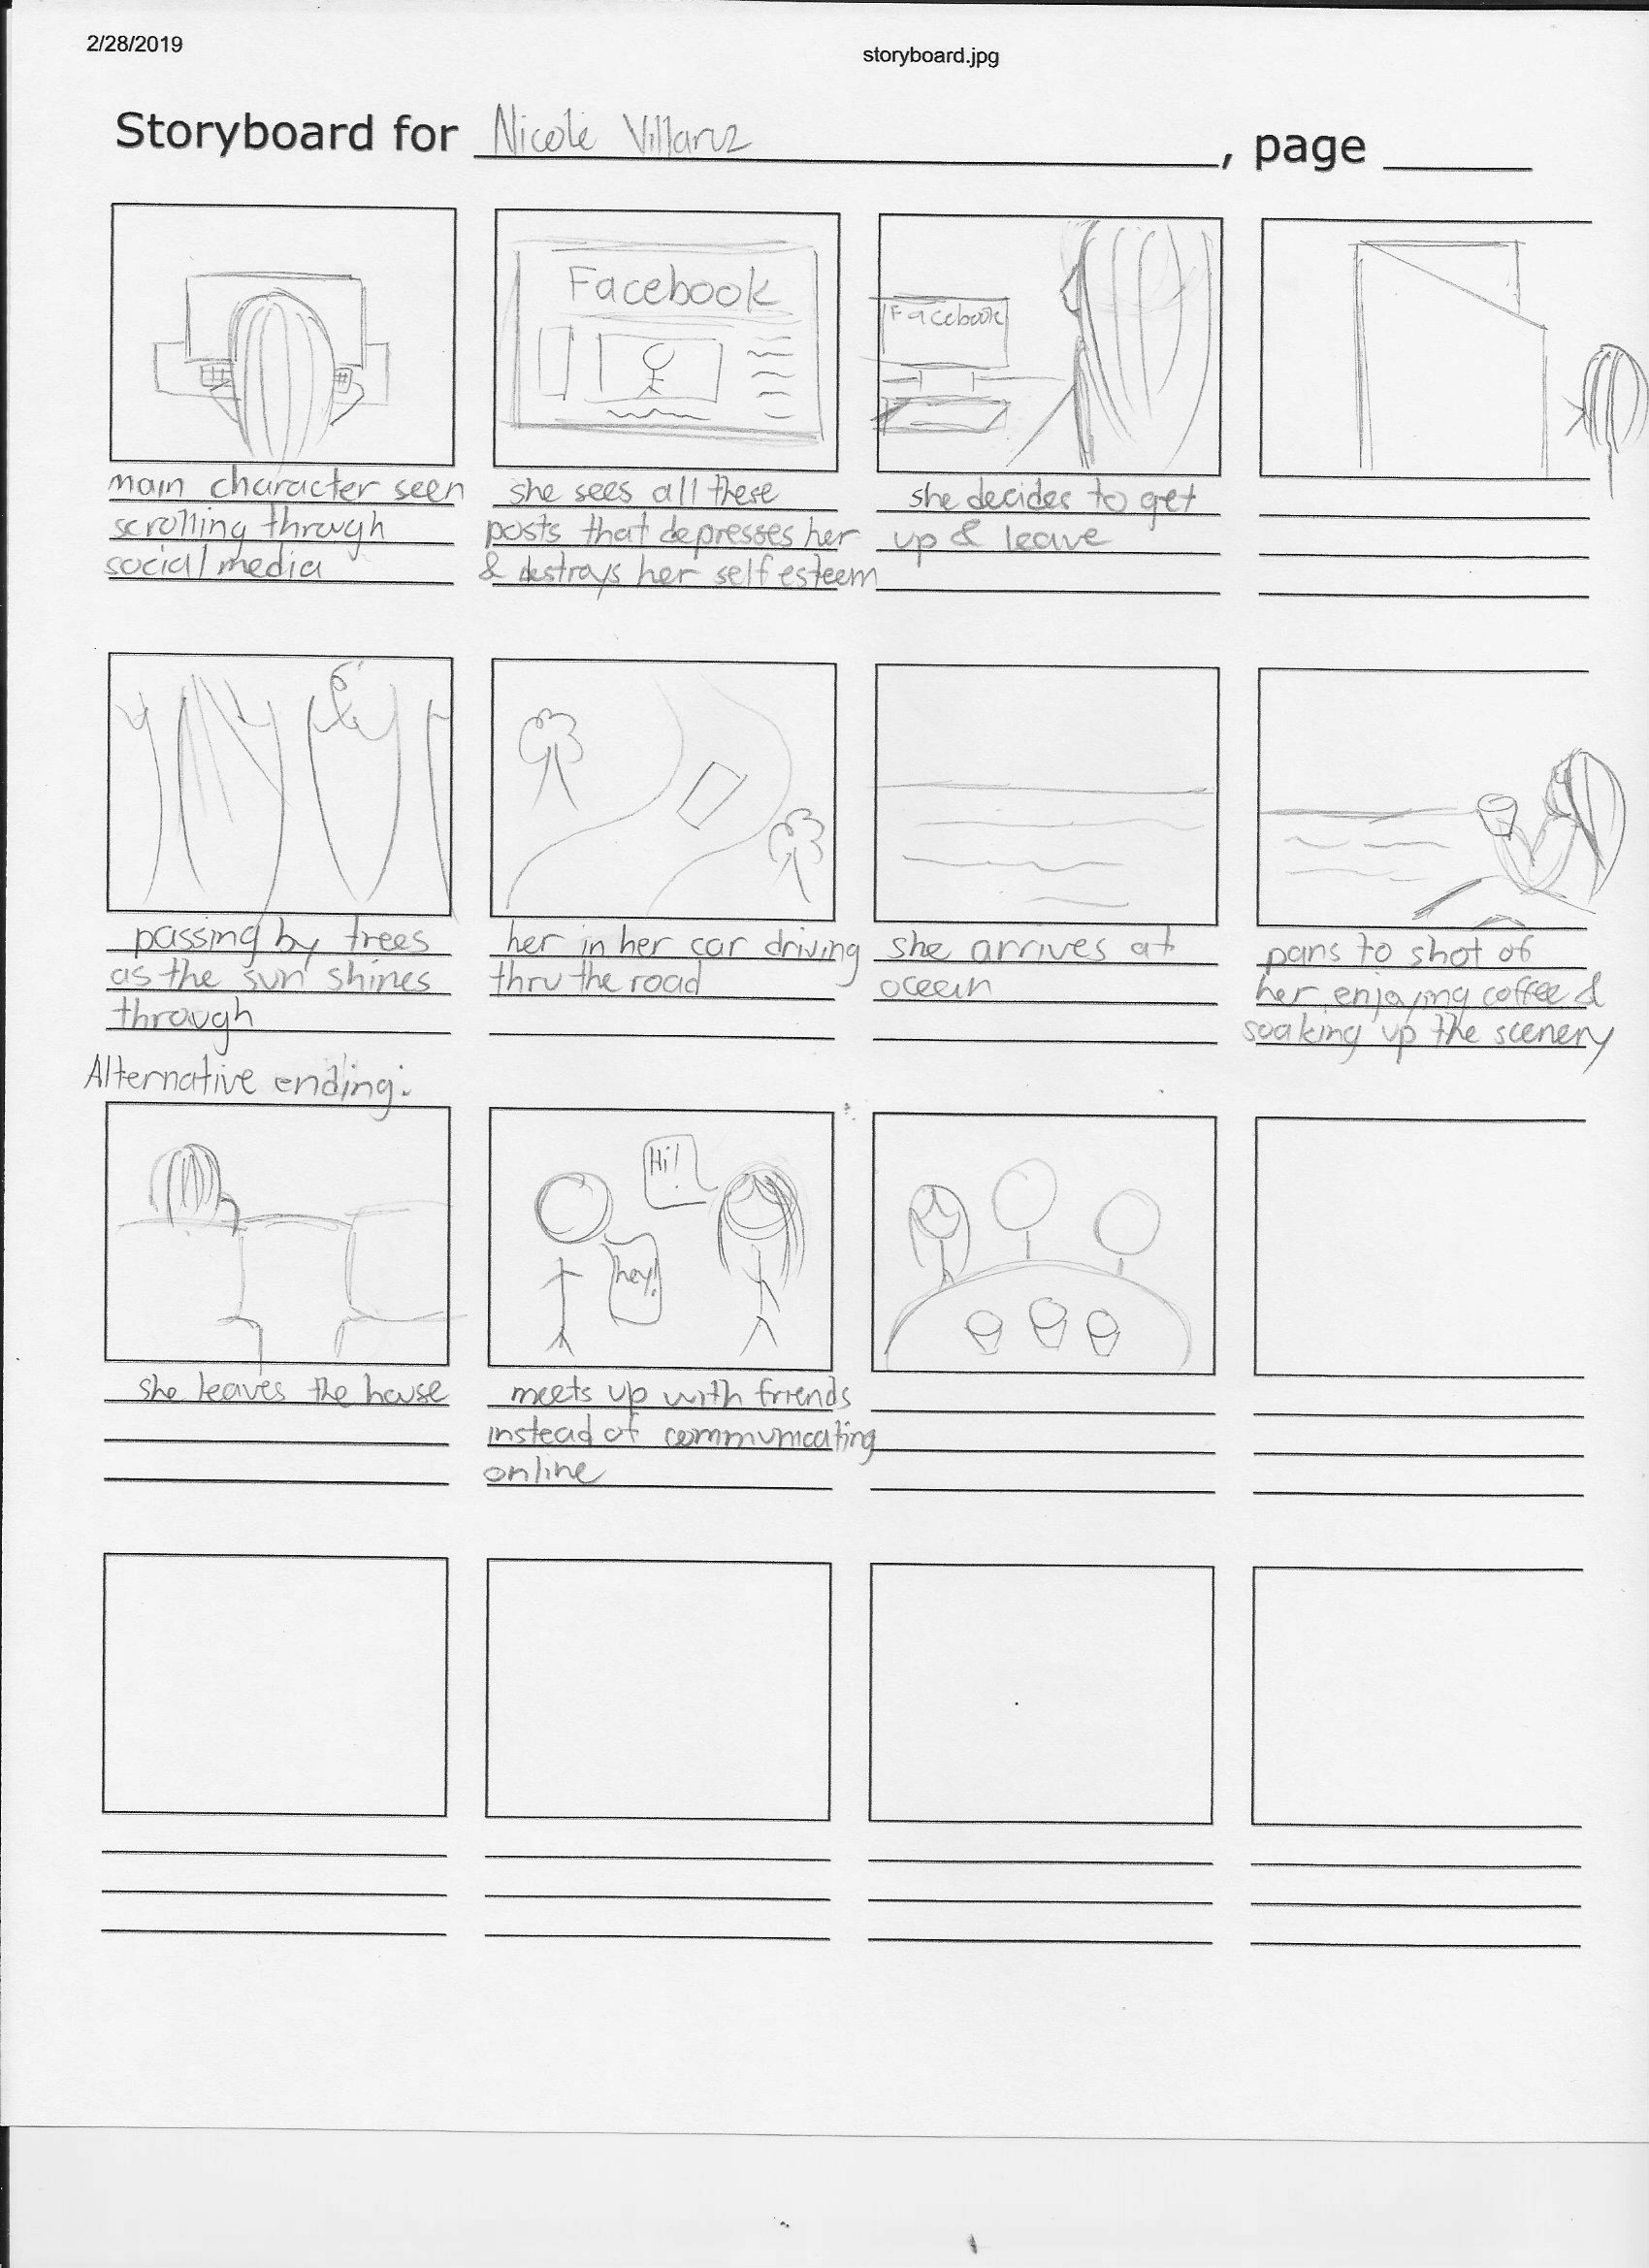 2/28/2019
storyboard.jpg
Storyboard for Nicole Villaruz, page
Facebook
Facebook
main character seen
scrolling through
social media
she sees all these
posts that depresses her
& destroys her self esteem
she decides to get
up & leave
passing by trees
as the sun shines
through
her in her car driving
thru the road
she arrives at
ocean
pans to shot of
her enjoying coffee &
soaking up the scenery
Alternative ending:
Hi!
hey!
she leaves the house
meets up with friends
instead of communicating
online